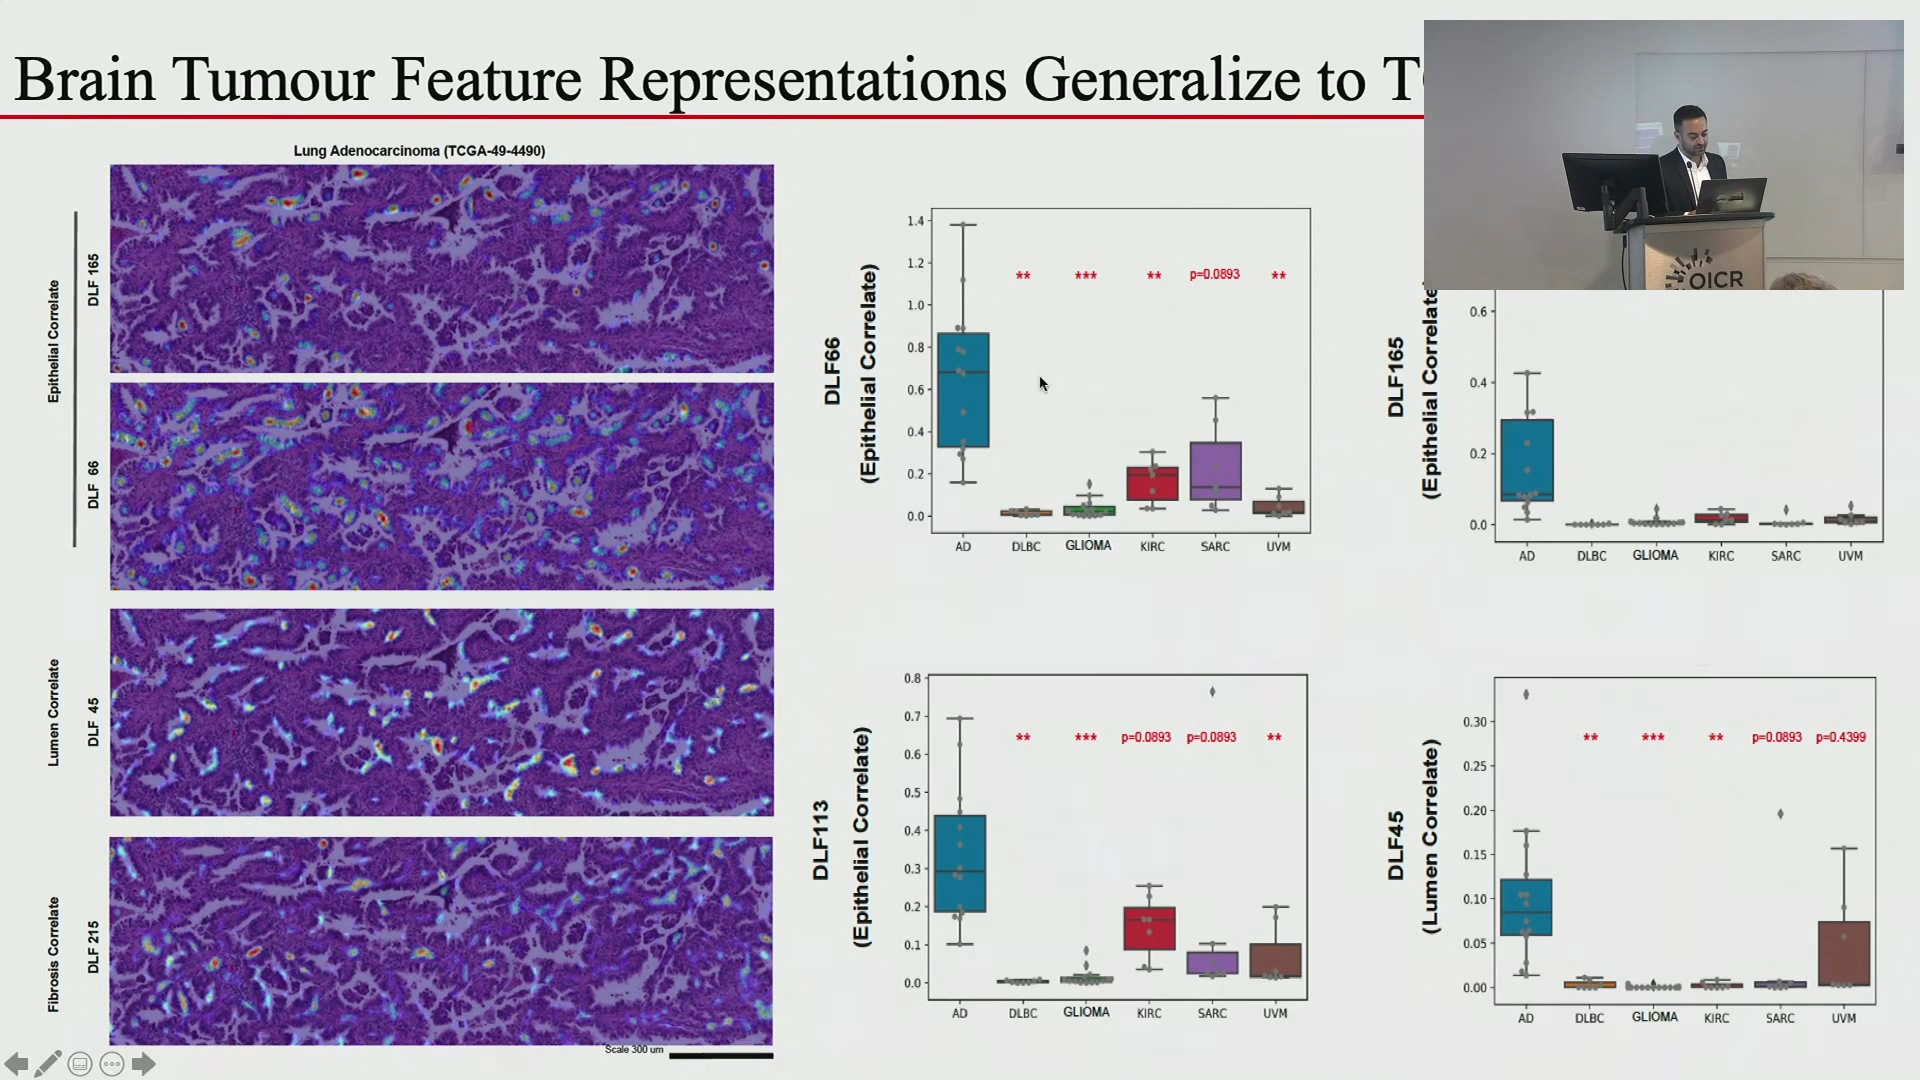 Brain Tumour Feature Representations Generalize to T
Lung Adenocarcinoma (TCGA-49-4490)
Epithelial Correlate
DLF 165
DLF 66
Lumen Correlate
DLF 45
Fibrosis Correlate
DLF 215
Scale 300 um
DLF66
(Epithelial Correlate)
1.4
1.2
1.0
0.8
0.6
0.4
0.2
0.0
** *** ** p=0.0893 **
AD DLBC GLIOMA KIRC SARC UVM
OICR
DLF165
(Epithelial Correlate
0.6
0.4
0.2
0.0
AD DLBC GLIOMA KIRC SARC UVM
DLF113
(Epithelial Correlate)
0.8
0.7
0.6
0.5
0.4
0.3
0.2
0.1
0.0
** *** p=0.0893 p=0.0893 **
AD DLBC GLIOMA KIRC SARC UVM
DLF45
(Lumen Correlate)
0.30
0.25
0.20
0.15
0.10
0.05
0.00
** *** ** p=0.0893 p=0.4399
AD DLBC GLIOMA KIRC SARC UVM